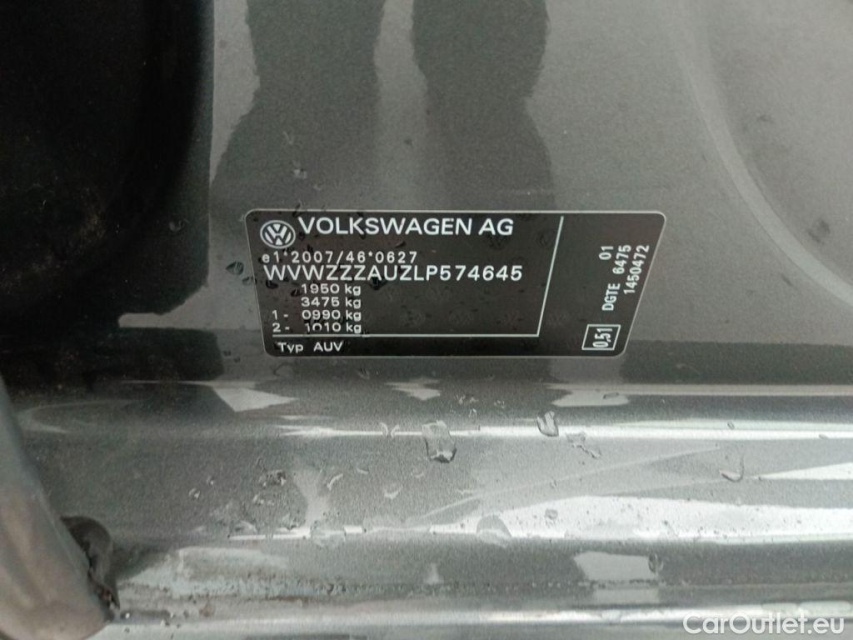 VOLKSWAGEN AG
e1*2007/46*0627
WVWZZZAUZLP574645
1950 kg
3475 kg
1- 0990 kg
2- 1010 kg
Typ AUV
01
DGTE 6475
1450472
0,51
CarOutlet.eu